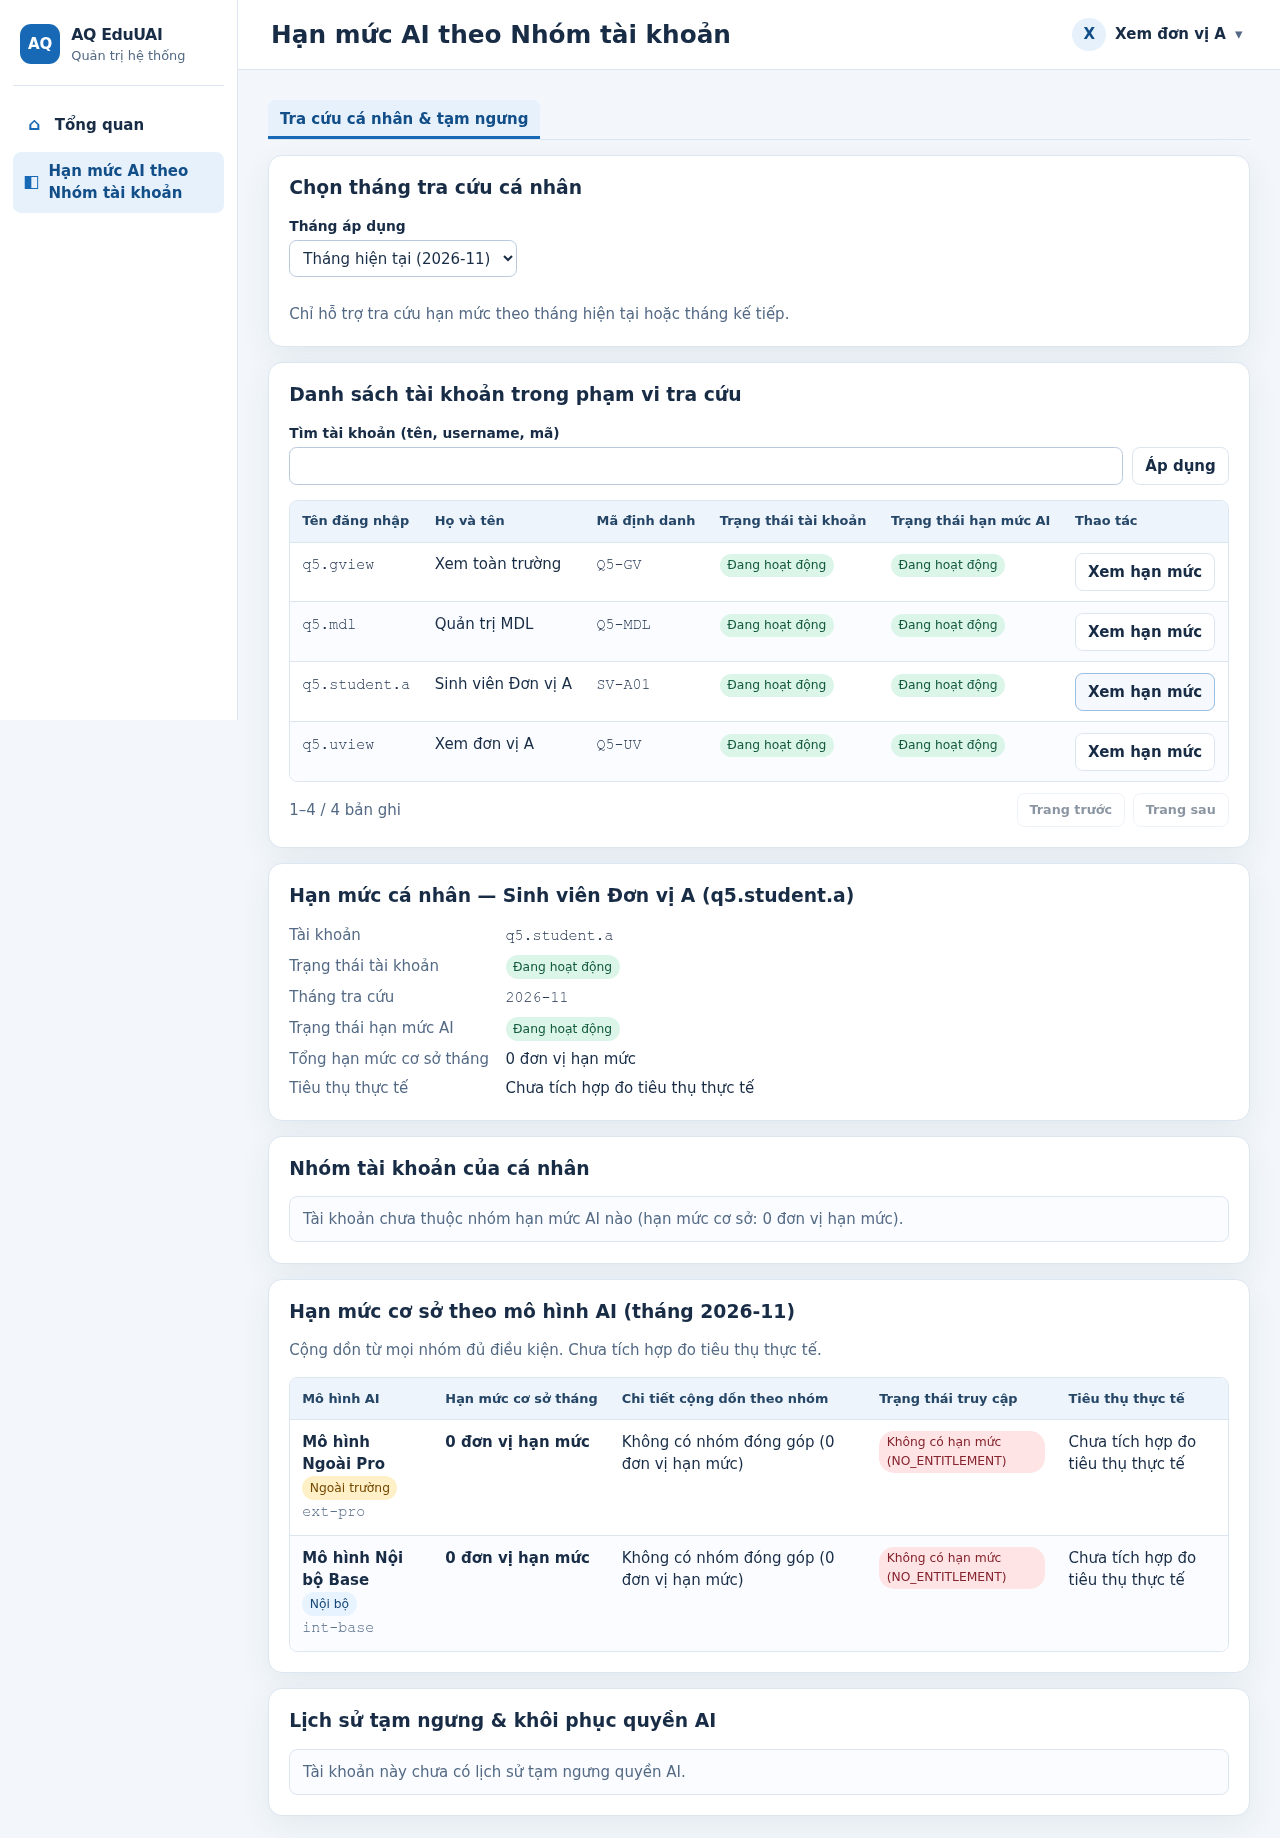 AQ
AQ EduUAI
Quản trị hệ thống
Tổng quan
Hạn mức AI theo
Nhóm tài khoản
Hạn mức AI theo Nhóm tài khoản
X
Xem đơn vị A
Tra cứu cá nhân & tạm ngưng
Chọn tháng tra cứu cá nhân
Tháng áp dụng
Tháng hiện tại (2026-11)
Chỉ hỗ trợ tra cứu hạn mức theo tháng hiện tại hoặc tháng kế tiếp.
Danh sách tài khoản trong phạm vi tra cứu
Tìm tài khoản (tên, username, mã)
Áp dụng
Tên đăng nhập Họ và tên Mã định danh Trạng thái tài khoản Trạng thái hạn mức AI Thao tác
q5.gview Xem toàn trường Q5-GV Đang hoạt động Đang hoạt động Xem hạn mức
q5.mdl Quản trị MDL Q5-MDL Đang hoạt động Đang hoạt động Xem hạn mức
q5.student.a Sinh viên Đơn vị A SV-A01 Đang hoạt động Đang hoạt động Xem hạn mức
q5.uview Xem đơn vị A Q5-UV Đang hoạt động Đang hoạt động Xem hạn mức
1–4 / 4 bản ghi Trang trước Trang sau
Hạn mức cá nhân — Sinh viên Đơn vị A (q5.student.a)
Tài khoản q5.student.a
Trạng thái tài khoản Đang hoạt động
Tháng tra cứu 2026-11
Trạng thái hạn mức AI Đang hoạt động
Tổng hạn mức cơ sở tháng 0 đơn vị hạn mức
Tiêu thụ thực tế Chưa tích hợp đo tiêu thụ thực tế
Nhóm tài khoản của cá nhân
Tài khoản chưa thuộc nhóm hạn mức AI nào (hạn mức cơ sở: 0 đơn vị hạn mức).
Hạn mức cơ sở theo mô hình AI (tháng 2026-11)
Cộng dồn từ mọi nhóm đủ điều kiện. Chưa tích hợp đo tiêu thụ thực tế.
Mô hình AI Hạn mức cơ sở tháng Chi tiết cộng dồn theo nhóm Trạng thái truy cập Tiêu thụ thực tế
Mô hình 0 đơn vị hạn mức Không có nhóm đóng góp (0 Không có hạn mức Chưa tích hợp đo
Ngoài Pro đơn vị hạn mức) (NO_ENTITLEMENT) tiêu thụ thực tế
Ngoài trường
ext-pro
Mô hình Nội 0 đơn vị hạn mức Không có nhóm đóng góp (0 Không có hạn mức Chưa tích hợp đo
bộ Base đơn vị hạn mức) (NO_ENTITLEMENT) tiêu thụ thực tế
Nội bộ
int-base
Lịch sử tạm ngưng & khôi phục quyền AI
Tài khoản này chưa có lịch sử tạm ngưng quyền AI.